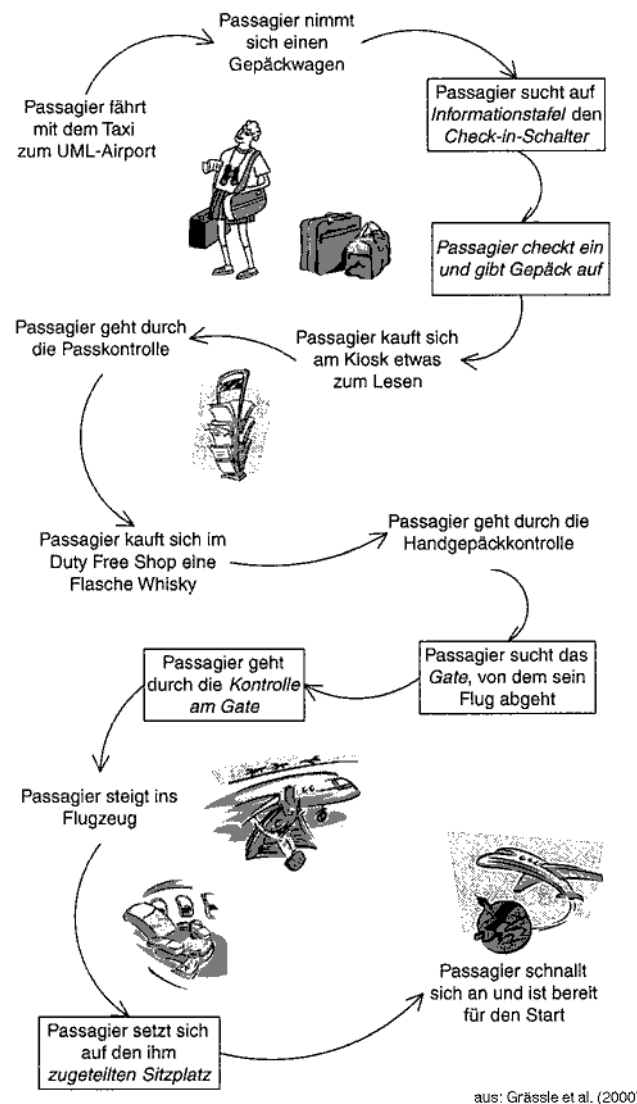 Passagier nimmt
sich einen
Gepäckwagen
Passagier fährt
mit dem Taxi
zum UML-Airport
Passagier sucht auf
Informationstafel den
Check-in-Schalter
Passagier checkt ein
und gibt Gepäck auf
Passagier kauft sich
am Kiosk etwas
zum Lesen
Passagier geht durch
die Passkontrolle
Passagier kauft sich im
Duty Free Shop eine
Flasche Whisky
Passagier geht durch die
Handgepäckkontrolle
Passagier sucht das
Gate, von dem sein
Flug abgeht
Passagier geht
durch die Kontrolle
am Gate
Passagier steigt ins
Flugzeug
Passagier setzt sich
auf den ihm
zugeteilten Sitzplatz
Passagier schnallt
sich an und ist bereit
für den Start
aus: Grässle et al. (2000)